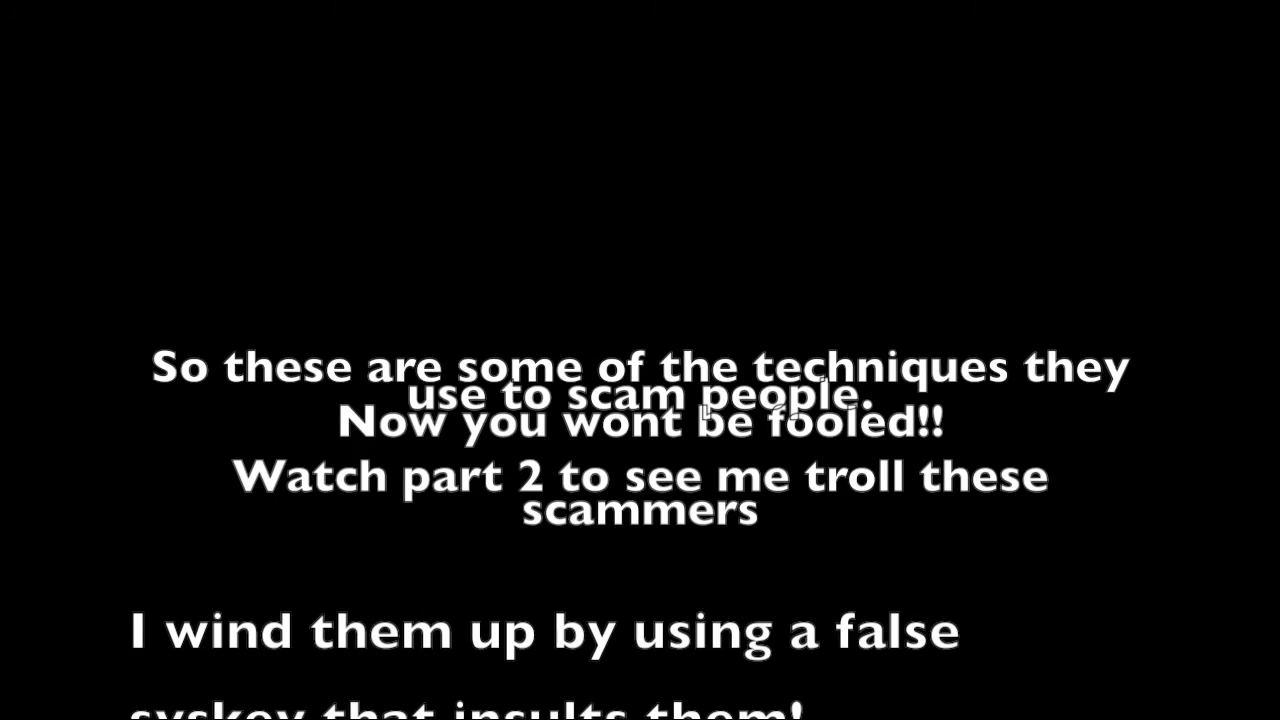 So these are some of the techniques they
use to scam people.
Now you wont be fooled!!
Watch part 2 to see me troll these
scammers
I wind them up by using a false
syskey that insults them!